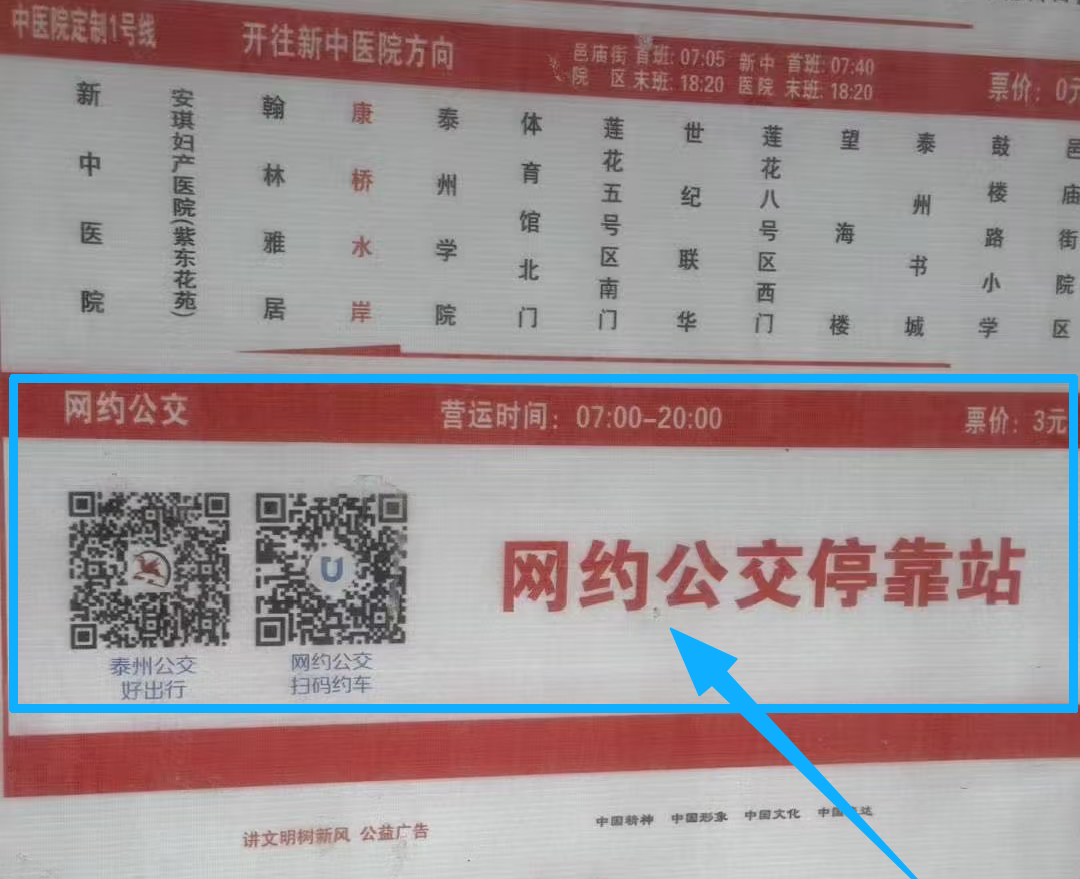 中医院定制1号线
开往新中医院方向
邑庙街 首班: 07:05 新中 首班: 07:40
院 区 末班: 18:20 医院 末班: 18:20
票价：0元
新中医院
安琪妇产医院(紫东花苑)
翰林雅居
康桥水岸
泰州学院
体育馆北门
莲花五号区南门
世纪联华
莲花八号区西门
望海楼
泰州书城
鼓楼路小学
邑庙街院区
网约公交
营运时间：07:00-20:00
票价：3元
泰州公交
好出行
网约公交
扫码约车
网约公交停靠站
讲文明树新风 公益广告
中国精神 中国形象 中国文化 中国表达